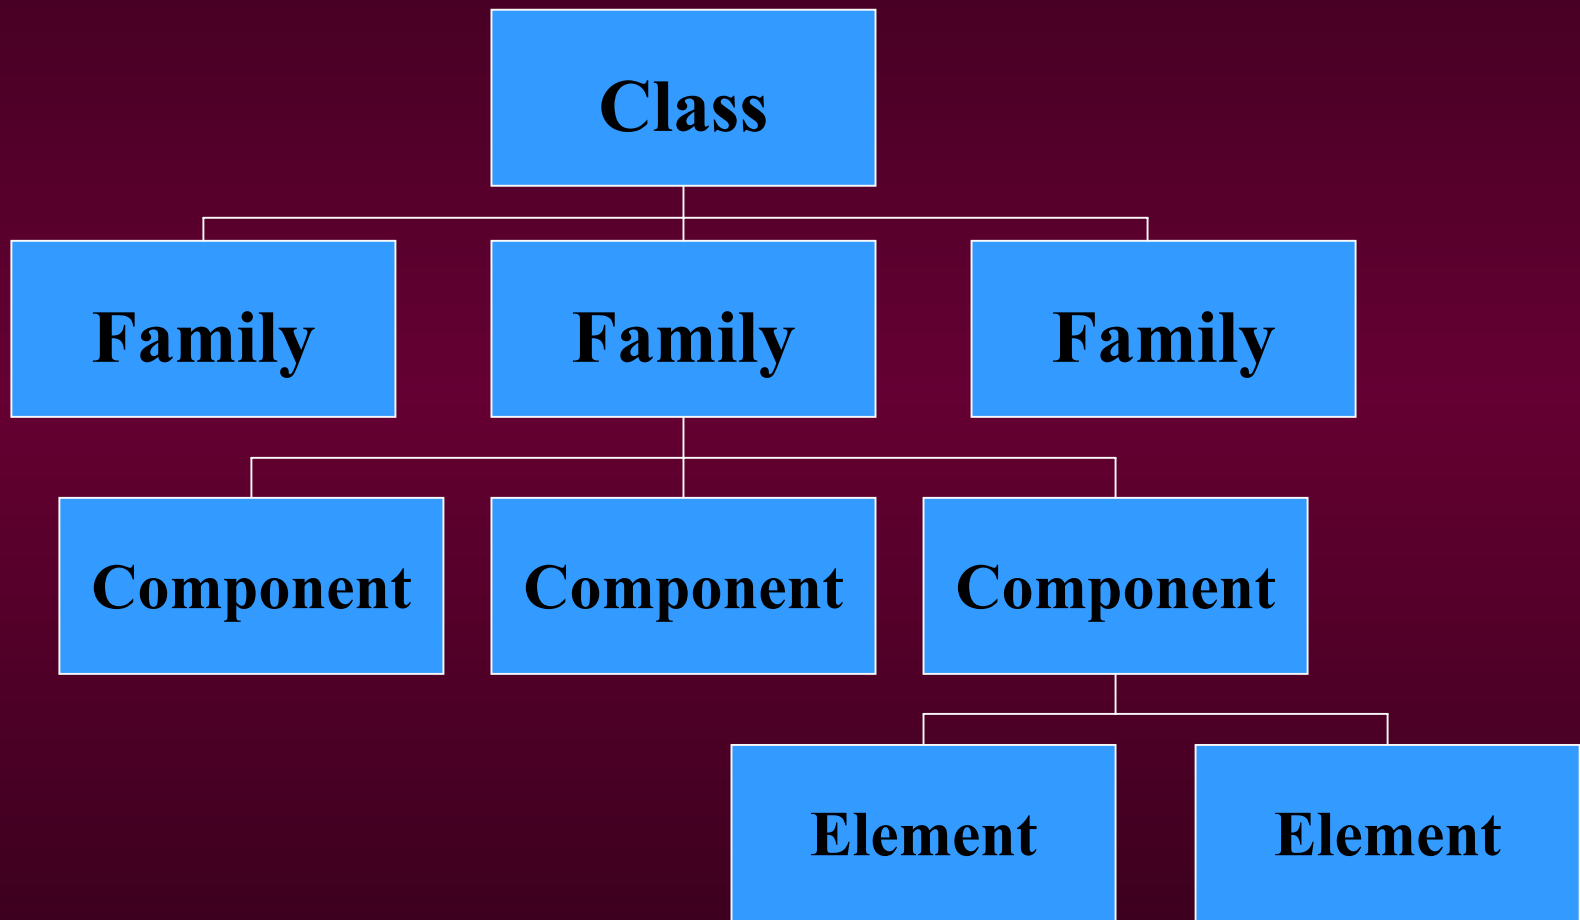 Class
Family
Family
Family
Component
Component
Component
Element
Element